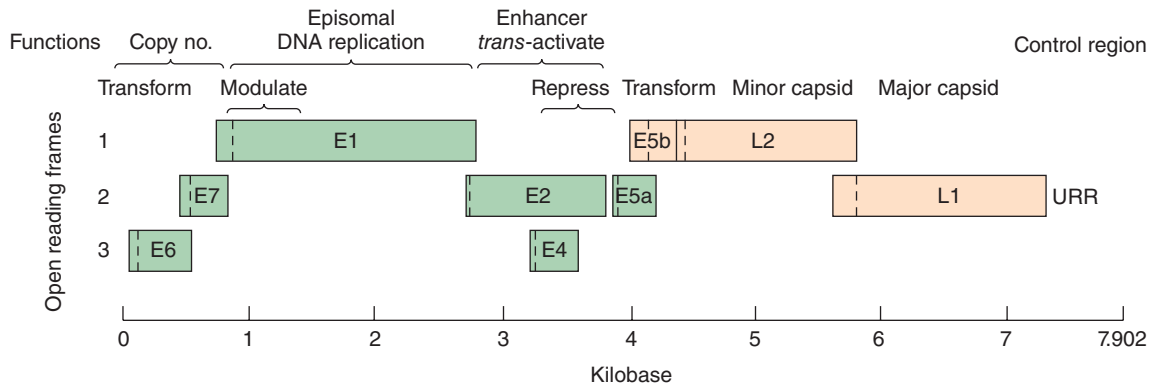 Episomal
Enhancer
Functions
Copy no.
DNA replication
trans-activate
Control region
Transform
Modulate
Repress
Transform
Minor capsid
Major capsid
Open reading frames
1
E1
E5b
L2
2
E7
E2
E5a
L1
URR
3
E6
E4
0
1
2
3
4
5
6
7
7.902
Kilobase